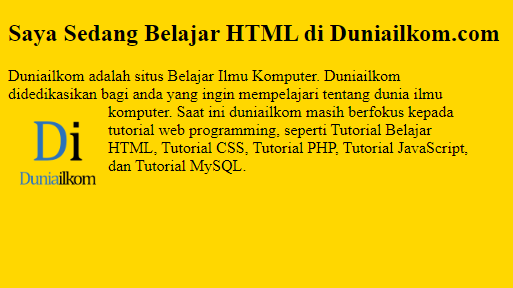 Saya Sedang Belajar HTML di Duniailkom.com
Duniailkom adalah situs Belajar Ilmu Komputer. Duniailkom
didedikasikan bagi anda yang ingin mempelajari tentang dunia ilmu
komputer. Saat ini duniailkom masih berfokus kepada
tutorial web programming, seperti Tutorial Belajar
HTML, Tutorial CSS, Tutorial PHP, Tutorial JavaScript,
dan Tutorial MySQL.
Di
Duniailkom